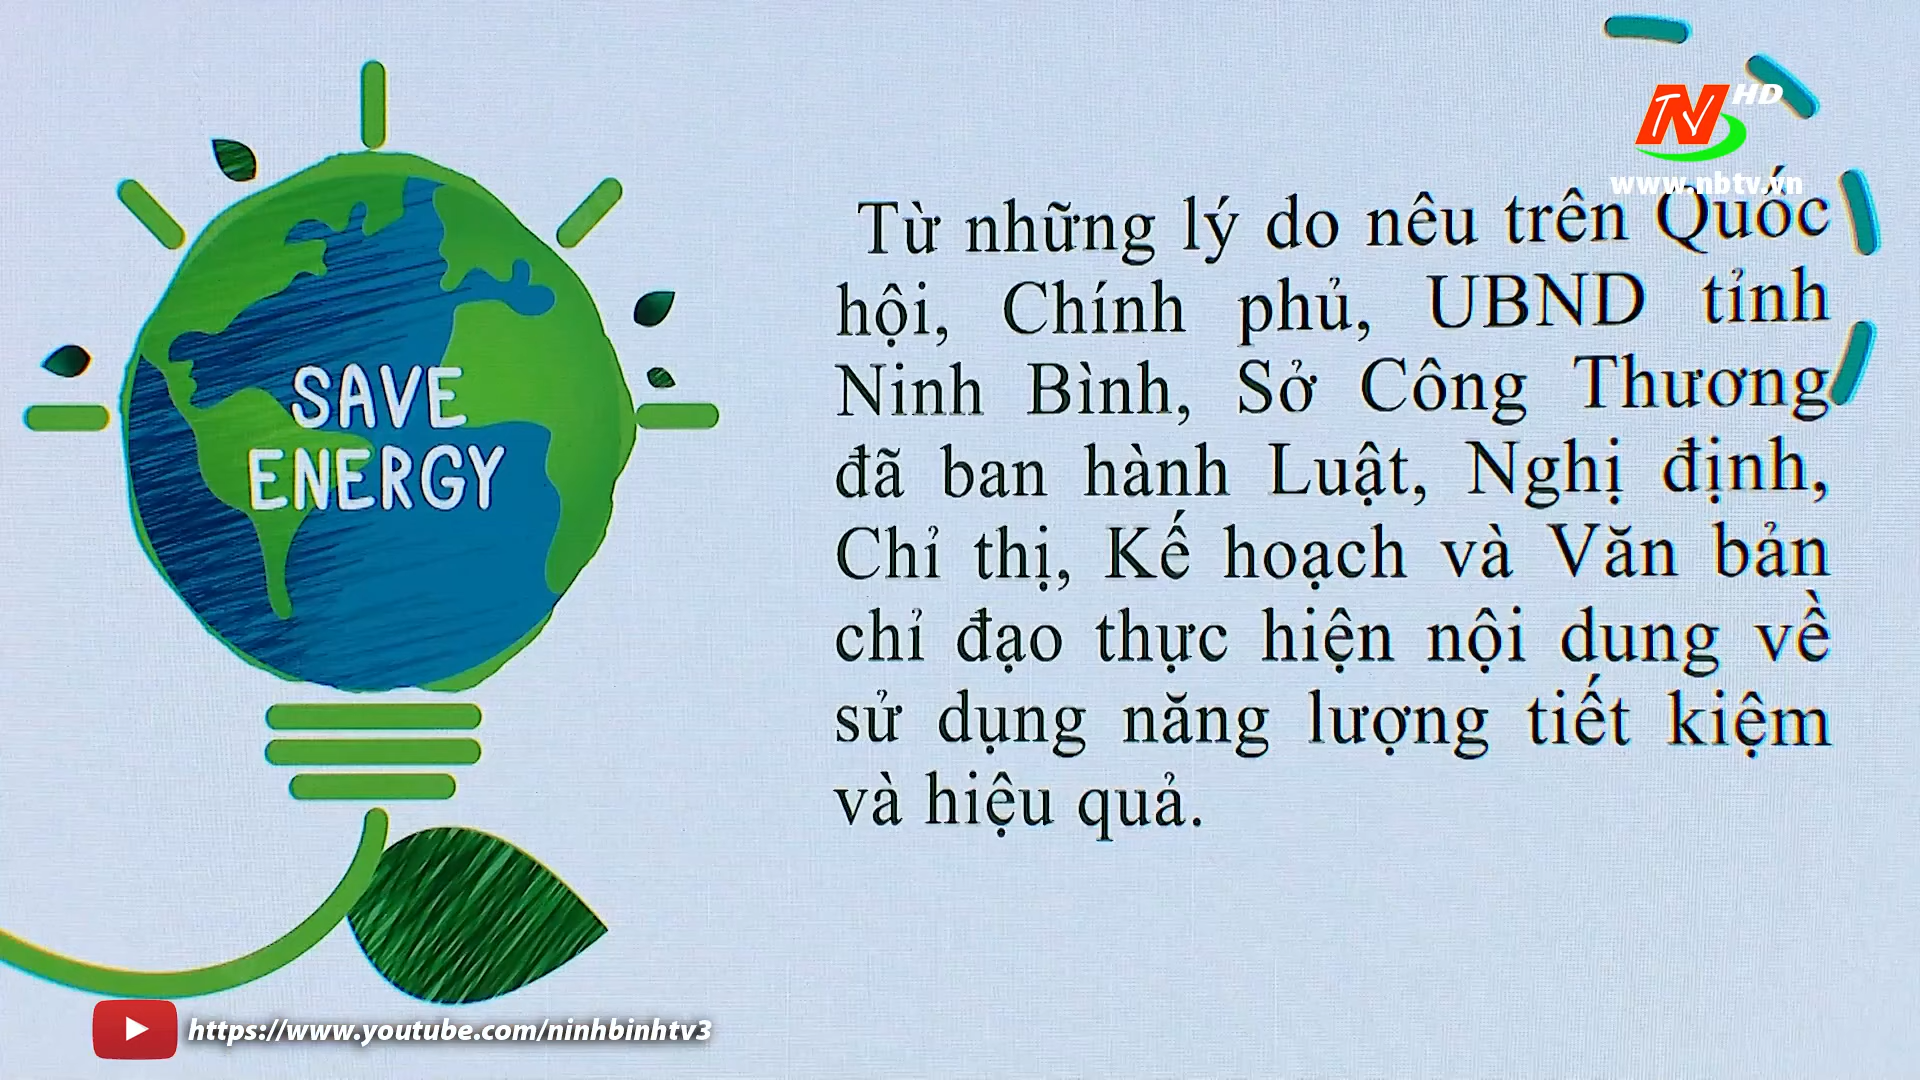 NTV HD
www.nbtv.vn
SAVE
ENERGY
Từ những lý do nêu trên Quốc
hội, Chính phủ, UBND tỉnh
Ninh Bình, Sở Công Thương
đã ban hành Luật, Nghị định,
Chỉ thị, Kế hoạch và Văn bản
chỉ đạo thực hiện nội dung về
sử dụng năng lượng tiết kiệm
và hiệu quả.
https://www.youtube.com/ninhbinhtv3